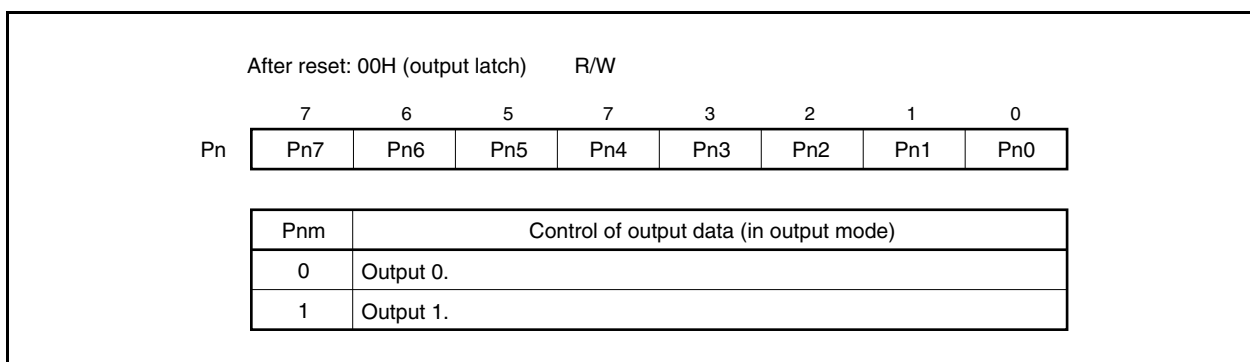 After reset: 00H (output latch) R/W
7 6 5 7 3 2 1 0
Pn Pn7 Pn6 Pn5 Pn4 Pn3 Pn2 Pn1 Pn0
Pnm Control of output data (in output mode)
0 Output 0.
1 Output 1.